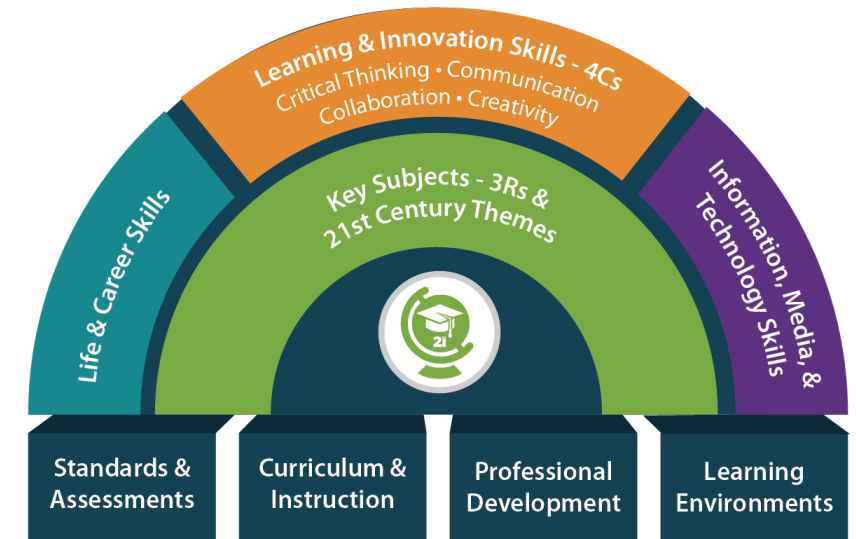 Learning & Innovation Skills - 4Cs
Critical Thinking • Communication
Collaboration • Creativity
Life & Career Skills
Information, Media, &
Technology Skills
Key Subjects - 3Rs &
21st Century Themes
21
Standards &
Assessments
Curriculum &
Instruction
Professional
Development
Learning
Environments